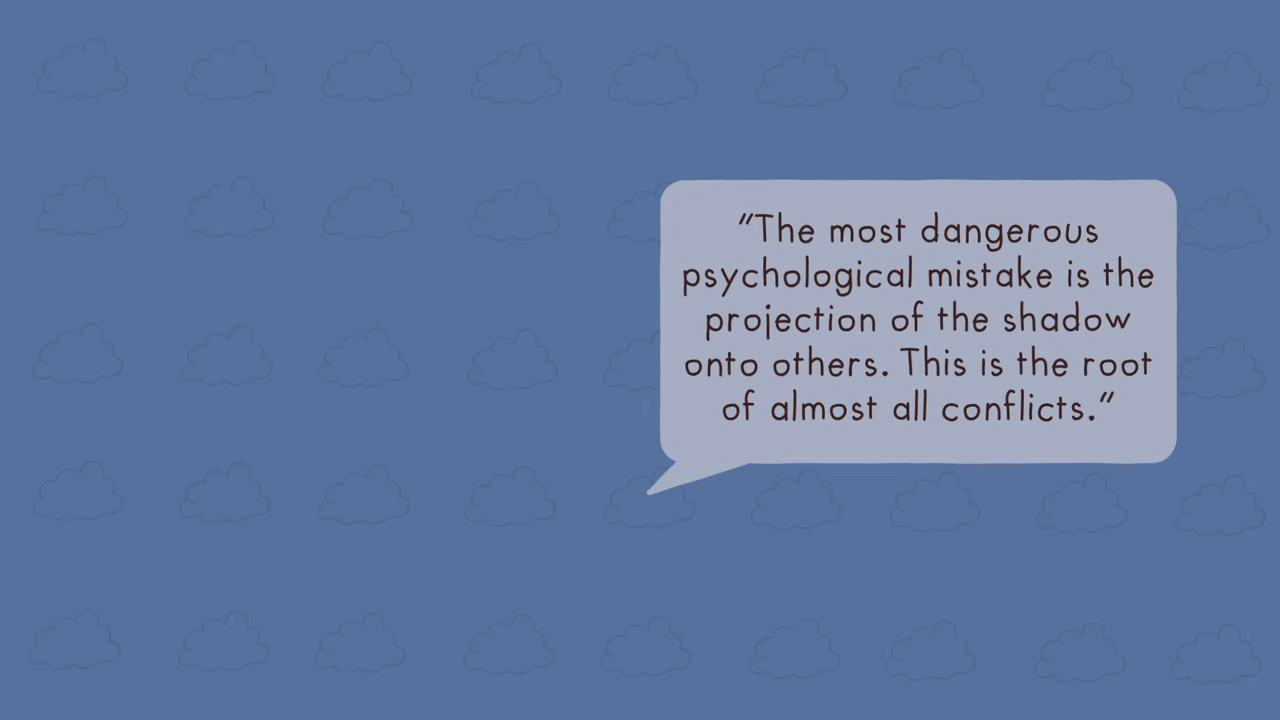 "The most dangerous
psychological mistake is the
projection of the shadow
onto others. This is the root
of almost all conflicts."